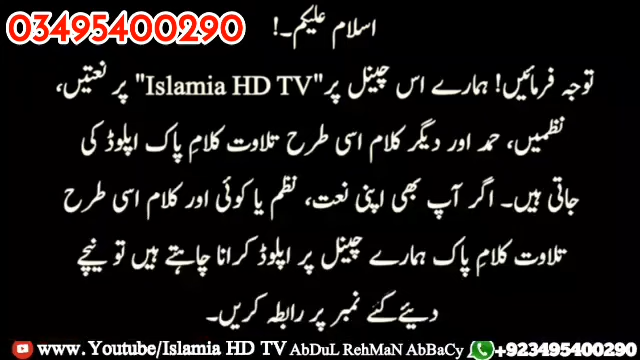 03495400290
اسلام علیکم۔!
توجہ فرمائیں! ہمارے اس چینل پر "Islamia HD TV" پر نعتیں،
نظمیں، حمد اور دیگر کلام اسی طرح تلاوت کلامِ پاک اپلوڈ کی
جاتی ہیں۔ اگر آپ بھی اپنی نعت، نظم یا کوئی اور کلام اسی طرح
تلاوت کلامِ پاک ہمارے چینل پر اپلوڈ کرانا چاہتے ہیں تو نیچے
دیئے گئے نمبر پر رابطہ کریں۔
www.Youtube/Islamia HD TV AbDuL RehMaN AbBaCy +923495400290